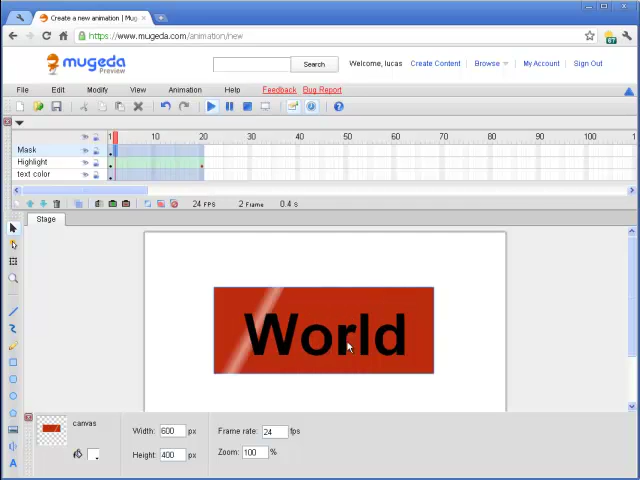 Create a new animation | Mug
https://www.mugeda.com/animation/new
mugeda
Preview
Search
Welcome, lucas
Create Content
Browse
My Account
Sign Out
File
Edit
Modify
View
Animation
Help
Feedback
Bug Report
1
10
20
30
40
50
60
70
80
90
100
Mask
Highlight
text color
24 FPS
2 Frame
0.4 S
Stage
World
canvas
Width: 600 px
Frame rate: 24 fps
Height: 400 px
Zoom: 100 %